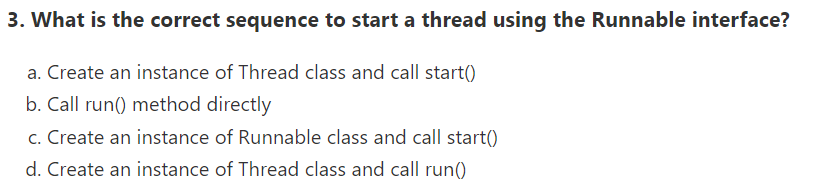 3. What is the correct sequence to start a thread using the Runnable interface?
a. Create an instance of Thread class and call start()
b. Call run() method directly
c. Create an instance of Runnable class and call start()
d. Create an instance of Thread class and call run()